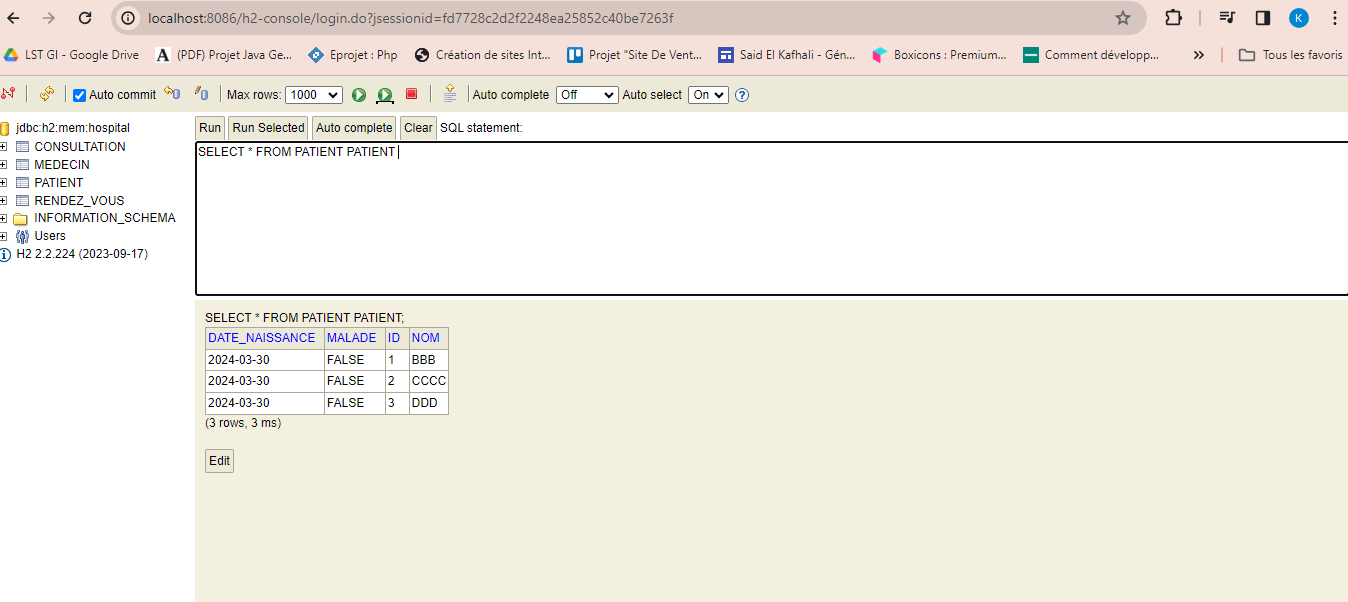 localhost:8086/h2-console/login.do?jsessionid=fd7728c2d2f2248ea25852c40be7263f
K
LST GI - Google Drive (PDF) Projet Java Ge... Eprojet : Php Création de sites Int... Projet "Site De Vent... Said El Kafhali - Gén... Boxicons : Premium... Comment développ... » Tous les favoris
Auto commit Max rows: 1000 Auto complete Off Auto select On
jdbc:h2:mem:hospital
CONSULTATION
MEDECIN
PATIENT
RENDEZ_VOUS
INFORMATION_SCHEMA
Users
H2 2.2.224 (2023-09-17)
Run Run Selected Auto complete Clear SQL statement:
SELECT * FROM PATIENT PATIENT
SELECT * FROM PATIENT PATIENT;
DATE_NAISSANCE MALADE ID NOM
2024-03-30 FALSE 1 BBB
2024-03-30 FALSE 2 CCCC
2024-03-30 FALSE 3 DDD
(3 rows, 3 ms)
Edit